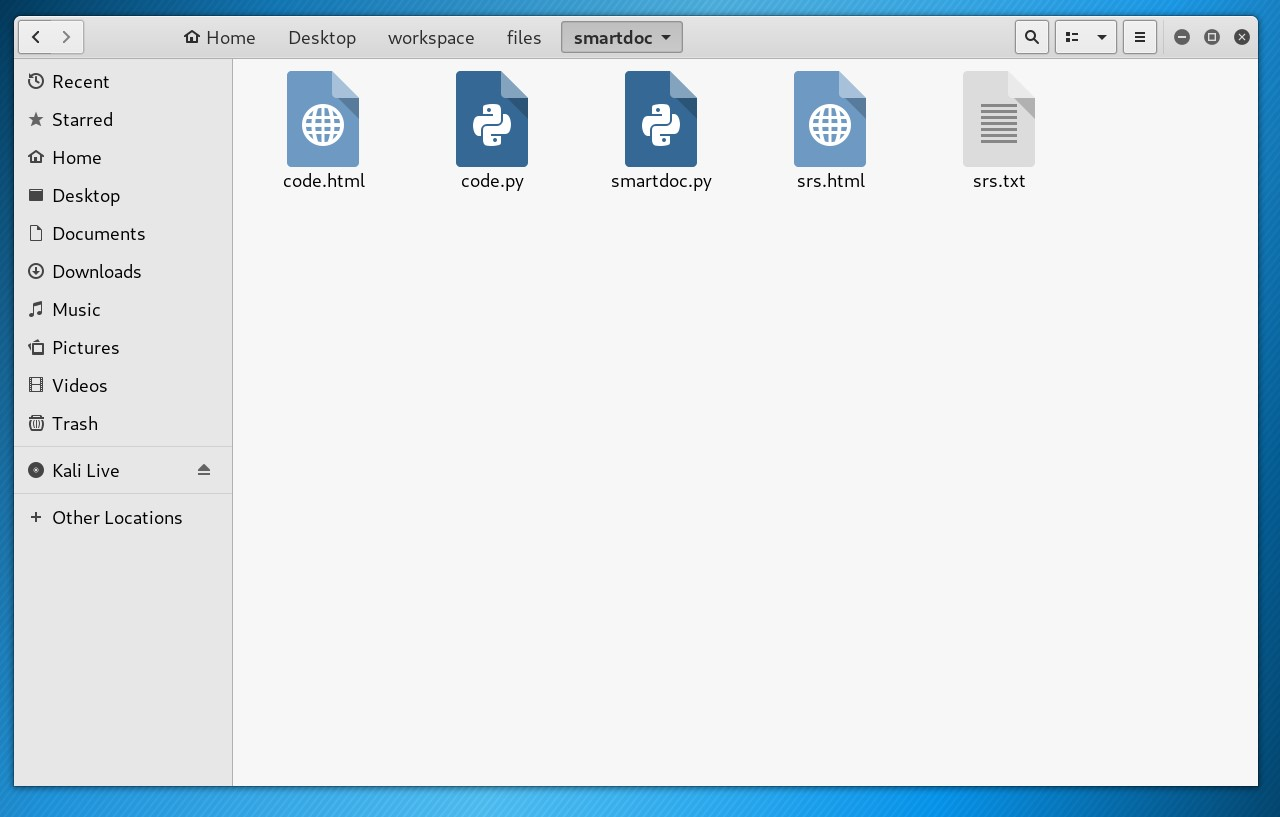 Home Desktop workspace files smartdoc
Recent
Starred
Home
Desktop
Documents
Downloads
Music
Pictures
Videos
Trash
Kali Live
Other Locations
code.html code.py smartdoc.py srs.html srs.txt